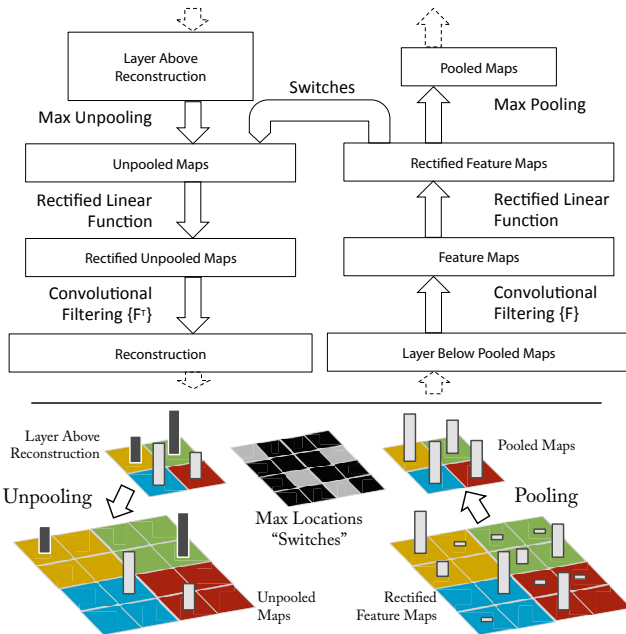 Layer Above
Reconstruction
Pooled Maps
Switches
Max Unpooling
Max Pooling
Unpooled Maps
Rectified Feature Maps
Rectified Linear
Function
Rectified Linear
Function
Rectified Unpooled Maps
Feature Maps
Convolutional
Filtering {Fᵀ}
Convolutional
Filtering {F}
Reconstruction
Layer Below Pooled Maps
Layer Above
Reconstruction
Pooled Maps
Unpooling
Max Locations
“Switches”
Pooling
Unpooled
Maps
Rectified
Feature Maps